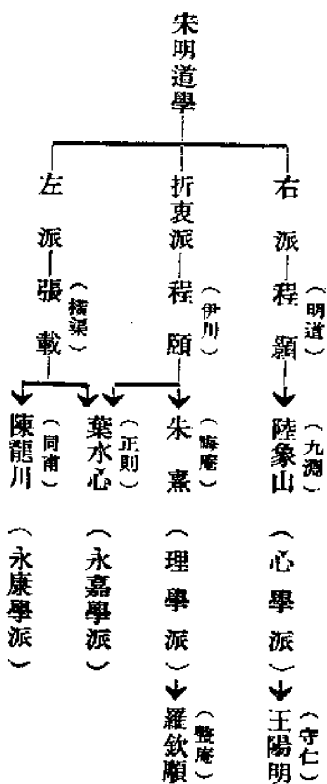 宋明道學
右派 程顥(明道) 陸象山(九淵)(心學派) 王陽明(守仁)
折衷派 程頤(伊川) 朱熹(晦庵)(理學派) 羅欽順(整庵)
葉水心(正則)(永嘉學派)
左派 張載(橫渠) 陳龍川(同甫)(永康學派)